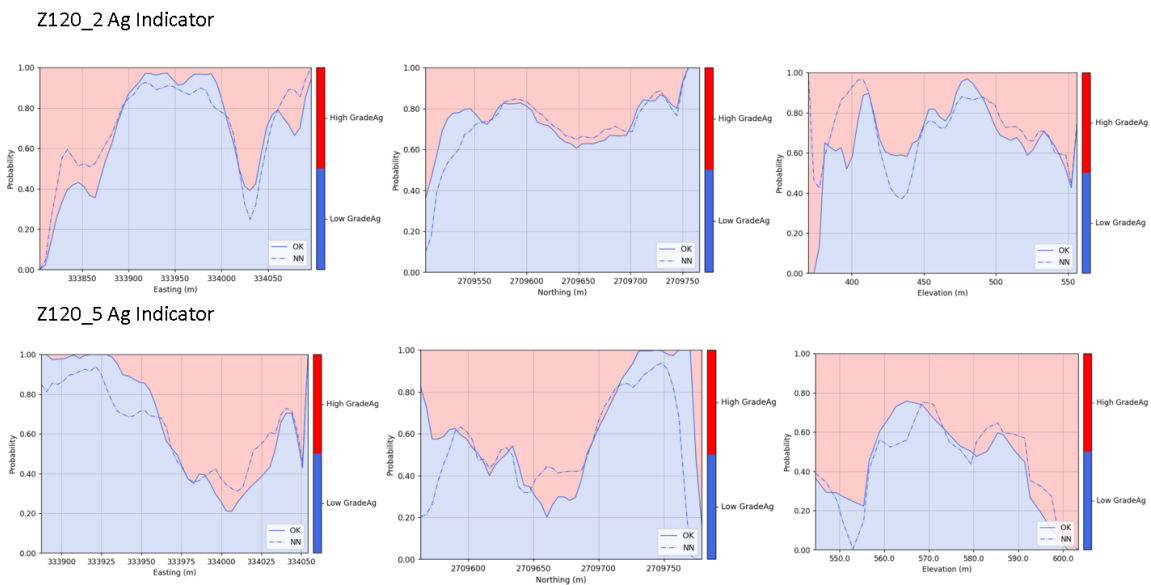 Z120_2 Ag Indicator
1.00
0.80
0.60
0.40
0.20
0.00
Probability
333850 333900 333950 334000 334050
Easting (m)
High GradeAg
Low GradeAg
OK
NN
1.00
0.80
0.60
0.40
0.20
0.00
Probability
2709550 2709600 2709650 2709700 2709750
Northing (m)
High GradeAg
Low GradeAg
OK
NN
1.00
0.80
0.60
0.40
0.20
0.00
Probability
400 450 500 550
Elevation (m)
High GradeAg
Low GradeAg
OK
NN
Z120_5 Ag Indicator
1.00
0.80
0.60
0.40
0.20
0.00
Probability
333900 333925 333950 333975 334000 334025 334050
Easting (m)
High GradeAg
Low GradeAg
OK
NN
1.00
0.80
0.60
0.40
0.20
0.00
Probability
2709600 2709650 2709700 2709750
Northing (m)
High GradeAg
Low GradeAg
OK
NN
1.00
0.80
0.60
0.40
0.20
0.00
Probability
550.0 560.0 570.0 580.0 590.0 600.0
Elevation (m)
High GradeAg
Low GradeAg
OK
NN